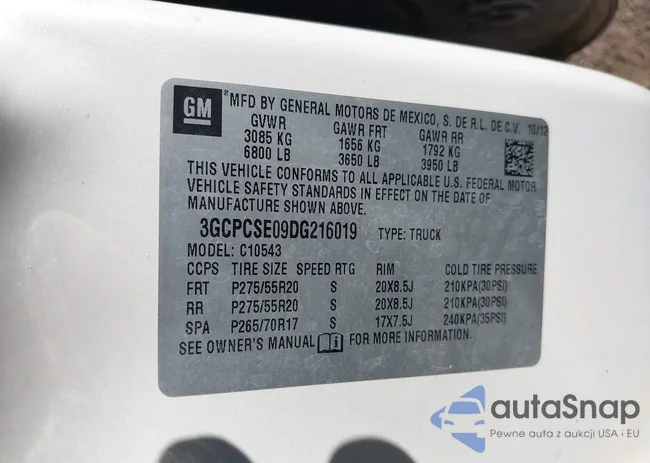 GM
®MFD BY GENERAL MOTORS DE MEXICO, S. DE R.L. DE C.V. 10/12
GVWR GAWR FRT GAWR RR
3085 KG 1656 KG 1792 KG
6800 LB 3650 LB 3950 LB
THIS VEHICLE CONFORMS TO ALL APPLICABLE U.S. FEDERAL MOTOR
VEHICLE SAFETY STANDARDS IN EFFECT ON THE DATE OF
MANUFACTURE SHOWN ABOVE.
3GCPCSE09DG216019 TYPE: TRUCK
MODEL: C10543
CCPS TIRE SIZE SPEED RTG RIM COLD TIRE PRESSURE
FRT P275/55R20 S 20X8.5J 210KPA(30PSI)
RR P275/55R20 S 20X8.5J 210KPA(30PSI)
SPA P265/70R17 S 17X7.5J 240KPA(35PSI)
SEE OWNER'S MANUAL i FOR MORE INFORMATION.
autaSnap
Pewne auta z aukcji USA i EU